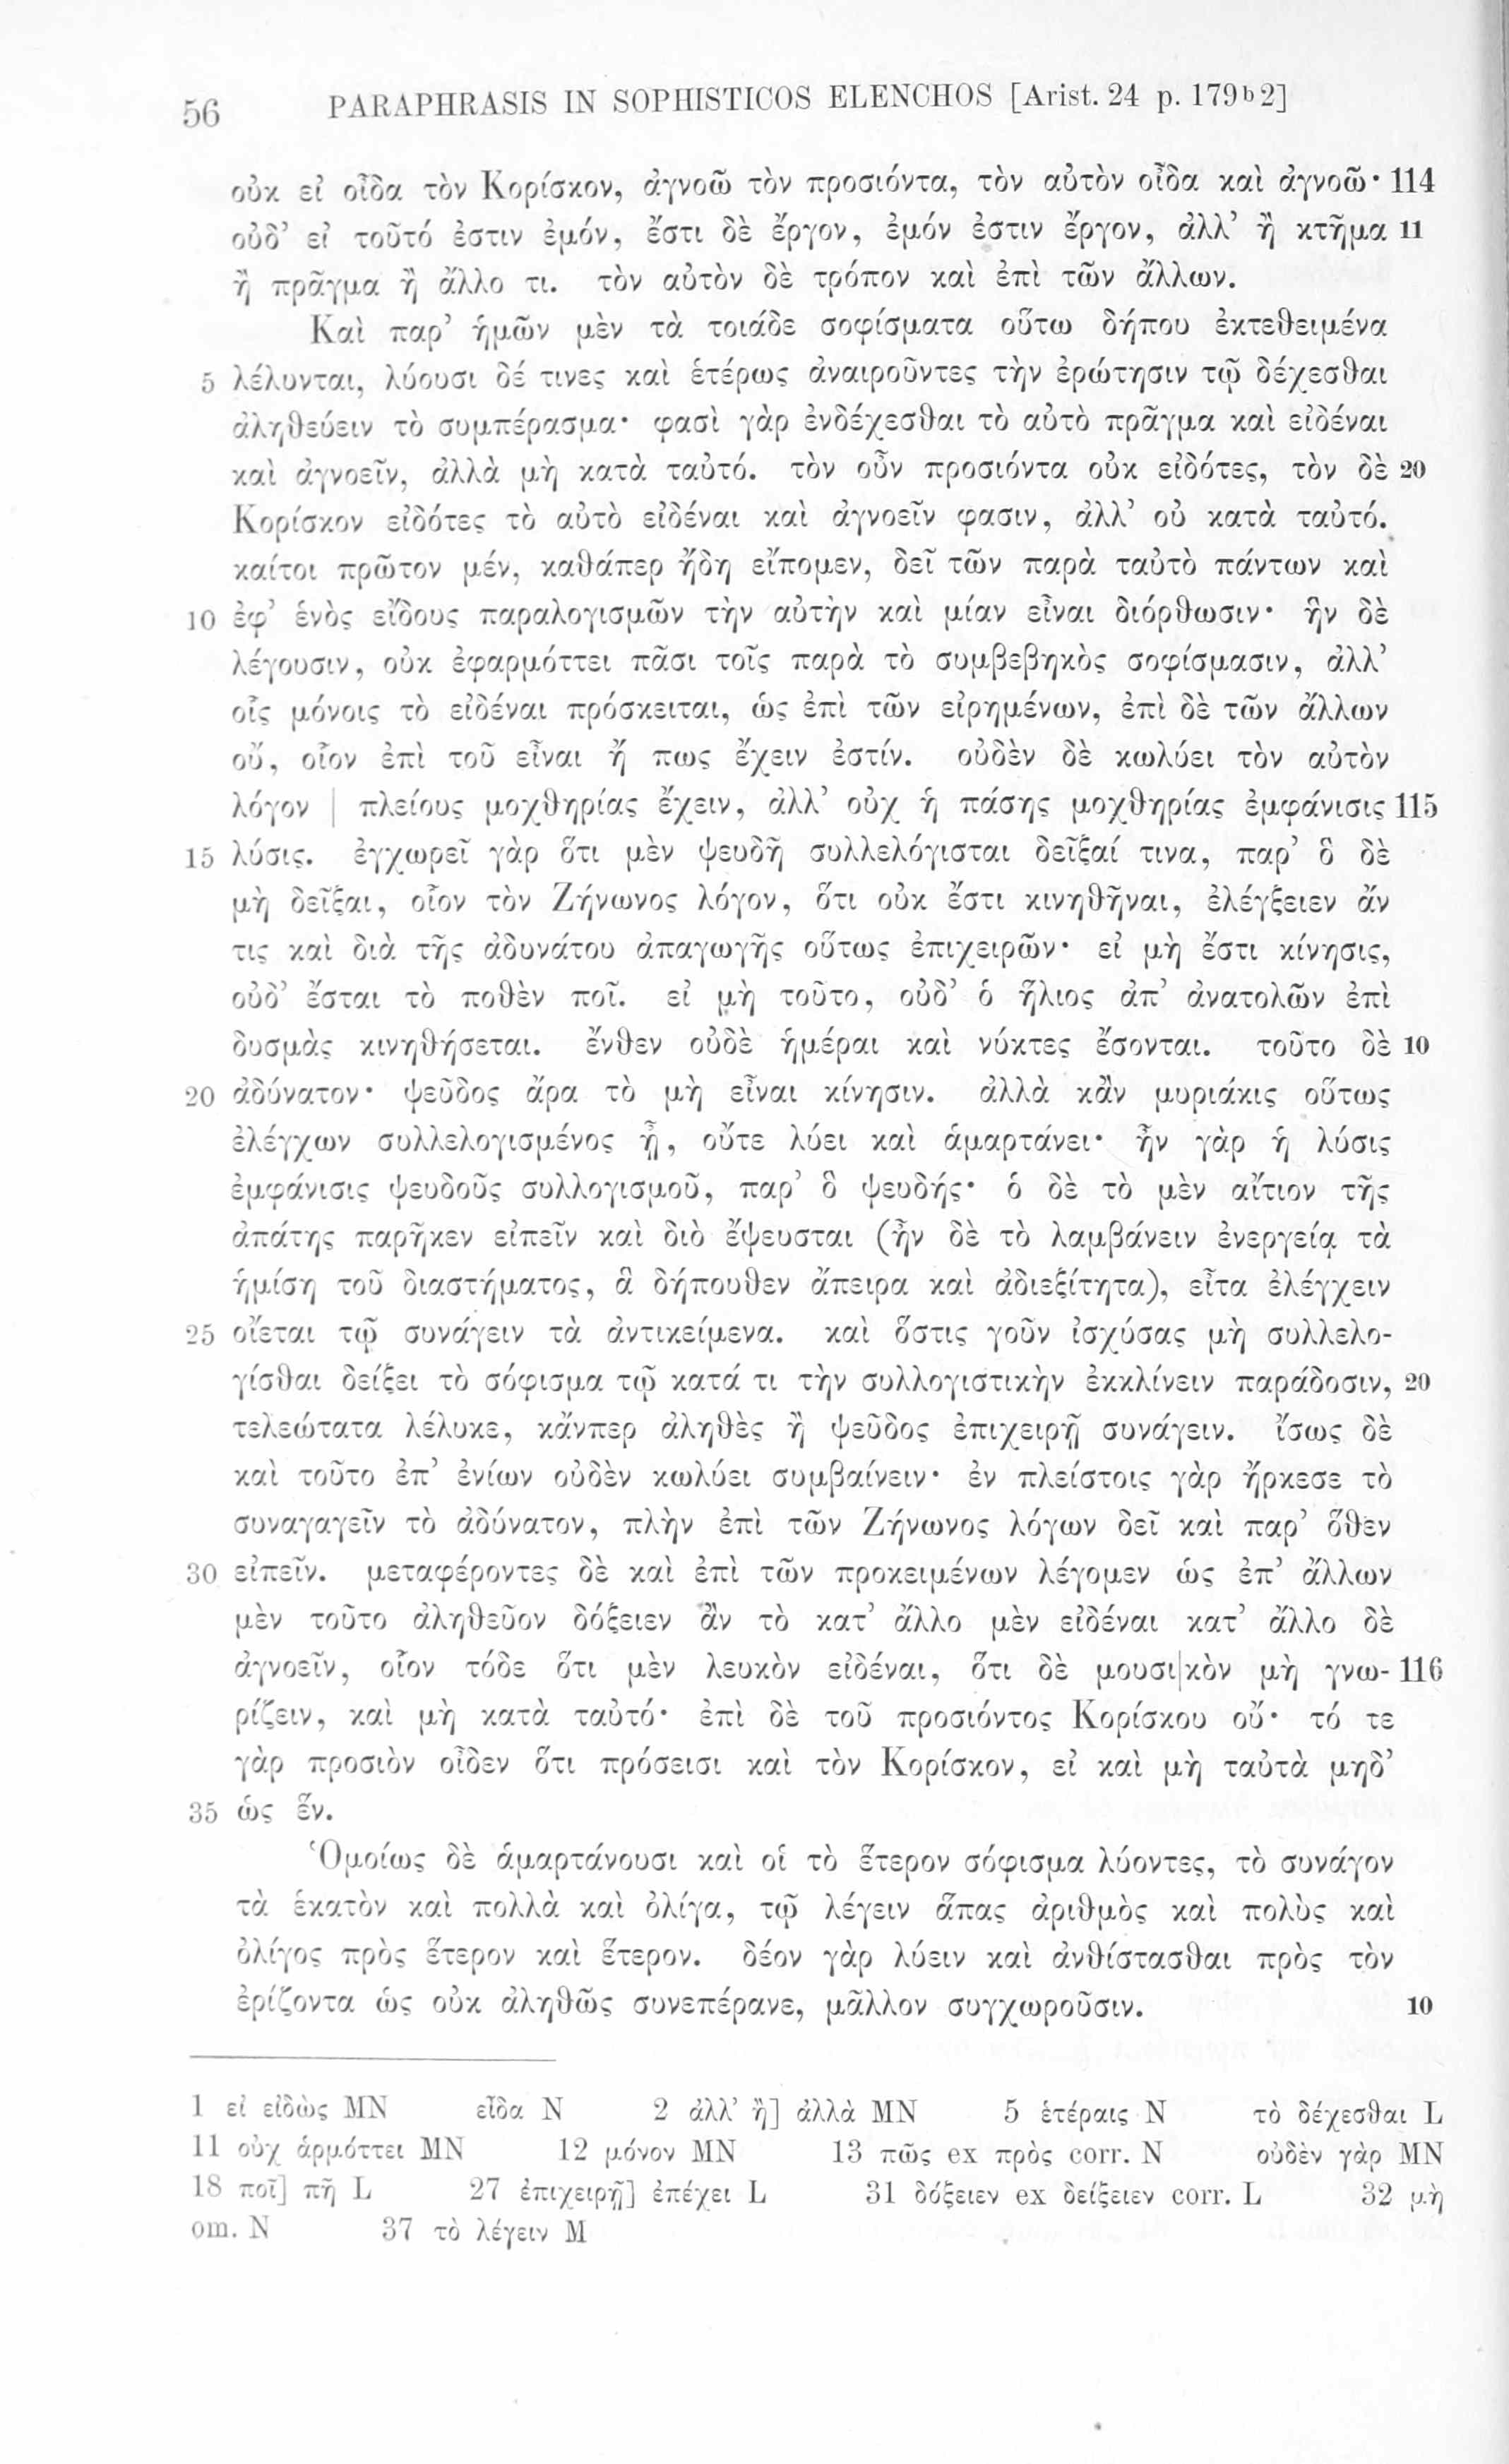 56 PARAPHRASIS IN SOPHISTICOS ELENCHOS [Arist. 24 p. 179b2]
οὐκ εἰ οἶδα τὸν Κορίσκον, ἀγνοῶ τὸν προσιόντα, τὸν αὐτὸν οἶδα καὶ ἀγνοῶ· 114
οὐδ’ εἰ τοῦτό ἐστιν ἐμόν, ἔστι δὲ ἔργον, ἐμόν ἐστιν ἔργον, ἀλλ’ ἢ κτῆμα 11
ἢ πρᾶγμα ἢ ἄλλο τι. τὸν αὐτὸν δὲ τρόπον καὶ ἐπὶ τῶν ἄλλων.
Καὶ παρ’ ἡμῶν μὲν τὰ τοιάδε σοφίσματα οὕτω δήπου ἐκτεθειμένα
5 λέλυνται, λύουσι δέ τινες καὶ ἑτέρως ἀναιροῦντες τὴν ἐρώτησιν τῷ δέχεσθαι
ἀληθεύειν τὸ συμπέρασμα· φασὶ γὰρ ἐνδέχεσθαι τὸ αὐτὸ πρᾶγμα καὶ εἰδέναι
καὶ ἀγνοεῖν, ἀλλὰ μὴ κατὰ ταὐτό. τὸν οὖν προσιόντα οὐκ εἰδότες, τὸν δὲ 20
Κορίσκον εἰδότες τὸ αὐτὸ εἰδέναι καὶ ἀγνοεῖν φασιν, ἀλλ’ οὐ κατὰ ταὐτό.
καίτοι πρῶτον μέν, καθάπερ ἤδη εἴπομεν, δεῖ τῶν παρὰ ταὐτὸ πάντων καὶ
10 ἐφ’ ἑνὸς εἴδους παραλογισμῶν τὴν αὐτὴν καὶ μίαν εἶναι διόρθωσιν· ἣν δὲ
λέγουσιν, οὐκ ἐφαρμόττει πᾶσι τοῖς παρὰ τὸ συμβεβηκὸς σοφίσμασιν, ἀλλ’
οἷς μόνοις τὸ εἰδέναι πρόσκειται, ὡς ἐπὶ τῶν εἰρημένων, ἐπὶ δὲ τῶν ἄλλων
οὔ, οἷον ἐπὶ τοῦ εἶναι ἤ πως ἔχειν ἐστίν. οὐδὲν δὲ κωλύει τὸν αὐτὸν
λόγον | πλείους μοχθηρίας ἔχειν, ἀλλ’ οὐχ ἡ πάσης μοχθηρίας ἐμφάνισις 115
15 λύσις. ἐγχωρεῖ γὰρ ὅτι μὲν ψευδῆ συλλελόγισται δεῖξαί τινα, παρ’ ὃ δὲ
μὴ δεῖξαι, οἷον τὸν Ζήνωνος λόγον, ὅτι οὐκ ἔστι κινηθῆναι, ἐλέγξειεν ἄν
τις καὶ διὰ τῆς ἀδυνάτου ἀπαγωγῆς οὕτως ἐπιχειρῶν· εἰ μὴ ἔστι κίνησις,
οὐδ’ ἔσται τὸ ποθὲν ποῖ. εἰ μὴ τοῦτο, οὐδ’ ὁ ἥλιος ἀπ’ ἀνατολῶν ἐπὶ
δυσμὰς κινηθήσεται. ἔνθεν οὐδὲ ἡμέραι καὶ νύκτες ἔσονται. τοῦτο δὲ 10
20 ἀδύνατον· ψεῦδος ἄρα τὸ μὴ εἶναι κίνησιν. ἀλλὰ κἂν μυριάκις οὕτως
ἐλέγχων συλλελογισμένος ᾖ, οὔτε λύει καὶ ἁμαρτάνει· ἦν γὰρ ἡ λύσις
ἐμφάνισις ψευδοῦς συλλογισμοῦ, παρ’ ὃ ψευδής· ὁ δὲ τὸ μὲν αἴτιον τῆς
ἀπάτης παρῆκεν εἰπεῖν καὶ διὸ ἔψευσται (ἦν δὲ τὸ λαμβάνειν ἐνεργείᾳ τὰ
ἡμίση τοῦ διαστήματος, ἃ δήπουθεν ἄπειρα καὶ ἀδιεξίτητα), εἶτα ἐλέγχειν
25 οἴεται τῷ συνάγειν τὰ ἀντικείμενα. καὶ ὅστις γοῦν ἰσχύσας μὴ συλλελο-
γίσθαι δείξει τὸ σόφισμα τῷ κατά τι τὴν συλλογιστικὴν ἐκκλίνειν παράδοσιν, 20
τελεώτατα λέλυκε, κἄνπερ ἀληθὲς ἢ ψεῦδος ἐπιχειρῇ συνάγειν. ἴσως δὲ
καὶ τοῦτο ἐπ’ ἐνίων οὐδὲν κωλύει συμβαίνειν· ἐν πλείστοις γὰρ ἤρκεσε τὸ
συναγαγεῖν τὸ ἀδύνατον, πλὴν ἐπὶ τῶν Ζήνωνος λόγων δεῖ καὶ παρ’ ὅθεν
30 εἰπεῖν. μεταφέροντες δὲ καὶ ἐπὶ τῶν προκειμένων λέγομεν ὡς ἐπ’ ἄλλων
μὲν τοῦτο ἀληθεῦον δόξειεν ἂν τὸ κατ’ ἄλλο μὲν εἰδέναι κατ’ ἄλλο δὲ
ἀγνοεῖν, οἷον τόδε ὅτι μὲν λευκὸν εἰδέναι, ὅτι δὲ μουσι|κὸν μὴ γνω- 116
ρίζειν, καὶ μὴ κατὰ ταὐτό· ἐπὶ δὲ τοῦ προσιόντος Κορίσκου οὔ· τό τε
γὰρ προσιὸν οἶδεν ὅτι πρόσεισι καὶ τὸν Κορίσκον, εἰ καὶ μὴ ταὐτὰ μηδ’
35 ὡς ἕν.
Ὁμοίως δὲ ἁμαρτάνουσι καὶ οἱ τὸ ἕτερον σόφισμα λύοντες, τὸ συνάγον
τὰ ἑκατὸν καὶ πολλὰ καὶ ὀλίγα, τῷ λέγειν ἅπας ἀριθμὸς καὶ πολὺς καὶ
ὀλίγος πρὸς ἕτερον καὶ ἕτερον. δέον γὰρ λύειν καὶ ἀνθίστασθαι πρὸς τὸν
ἐρίζοντα ὡς οὐκ ἀληθῶς συνεπέρανε, μᾶλλον συγχωροῦσιν. 10
1 εἰ εἰδὼς MN εἶδα N 2 ἀλλ’ ἢ] ἀλλὰ MN 5 ἑτέραις N τὸ δέχεσθαι L
11 οὐχ ἁρμόττει MN 12 μόνον MN 13 πῶς ex πρὸς corr. N οὐδὲν γὰρ MN
18 ποῖ] πῆ L 27 ἐπιχειρῇ] ἐπέχει L 31 δόξειεν ex δείξειεν corr. L 32 μὴ
om. N 37 τὸ λέγειν M